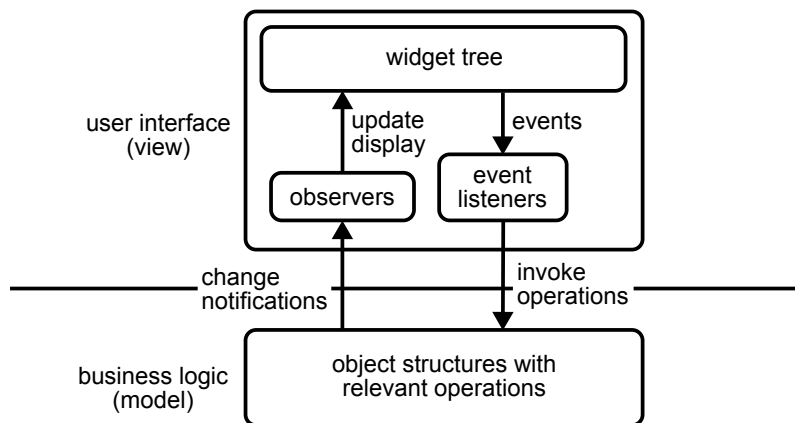 widget tree
user interface
(view)
update
display
events
observers
event
listeners
change
notifications
invoke
operations
business logic
(model)
object structures with
relevant operations